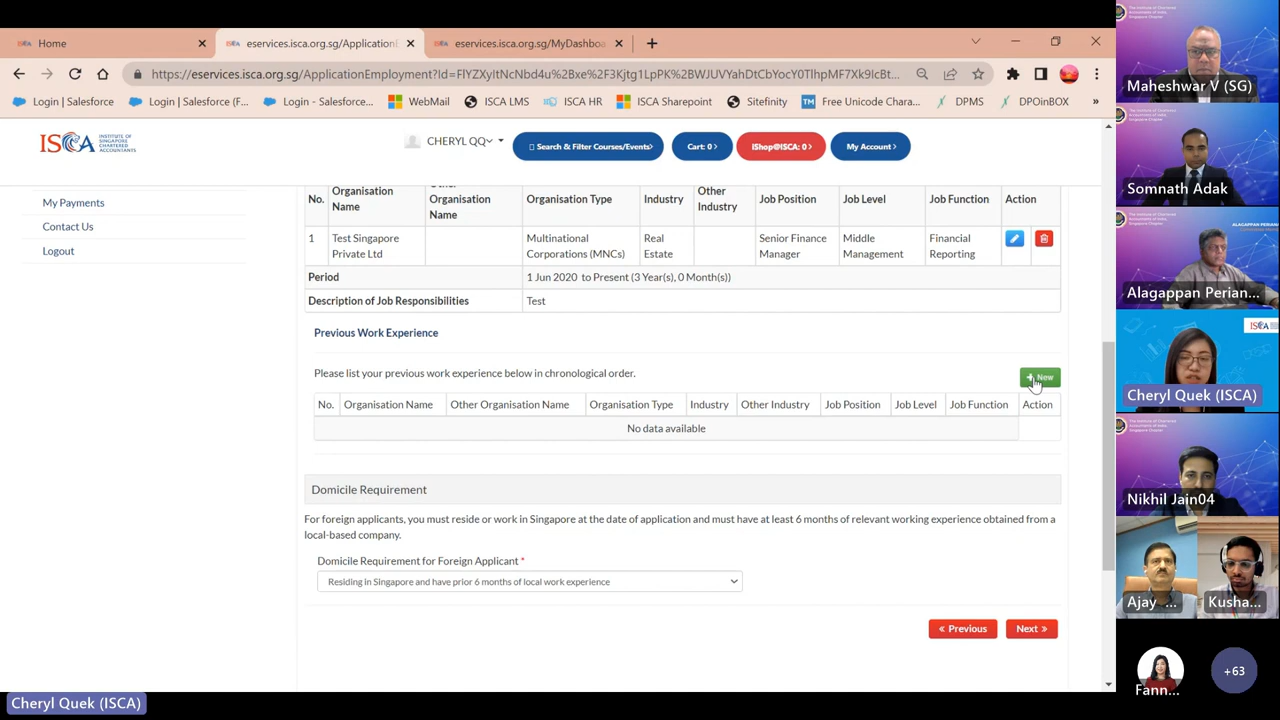 Home
eservices.isca.org.sg/ApplicationE
eservices.isca.org.sg/MyDashboa
https://eservices.isca.org.sg/ApplicationEmployment?Id=FlYZXyltNcNbd4u%2Bxe%2F3Kjtg1LpPK%2BWJUVYahDtCbYocY0TlhpMF7Xk9IcBt...
Login | Salesforce
Login | Salesforce (F...
Login - Salesforce...
WebMail
ISCA LMS
ISCA HR
ISCA Sharepoint
Sitefinity
Free Unicode Chara...
DPMS
DPOinBOX
»
ISCA
INSTITUTE OF
SINGAPORE
CHARTERED
ACCOUNTANTS
CHERYL QQ
Search & Filter Courses/Events
Cart: 0
IShop@ISCA: 0
My Account
My Payments
Contact Us
Logout
No. Organisation Name Other Organisation Name Organisation Type Industry Other Industry Job Position Job Level Job Function Action
1 Test Singapore Private Ltd Multinational Corporations (MNCs) Real Estate Senior Finance Manager Middle Management Financial Reporting
Period 1 Jun 2020 to Present (3 Year(s), 0 Month(s))
Description of Job Responsibilities Test
Previous Work Experience
Please list your previous work experience below in chronological order.
+ New
No. Organisation Name Other Organisation Name Organisation Type Industry Other Industry Job Position Job Level Job Function Action
No data available
Domicile Requirement
For foreign applicants, you must reside or work in Singapore at the date of application and must have at least 6 months of relevant working experience obtained from a
local-based company.
Domicile Requirement for Foreign Applicant *
Residing in Singapore and have prior 6 months of local work experience
« Previous
Next »
Maheshwar V (SG)
Somnath Adak
ALAGAPPAN PERIAN
Alagappan Perian...
ISCA
Cheryl Quek (ISCA)
Nikhil Jain04
Ajay ...
Kusha...
Fann...
+63
Cheryl Quek (ISCA)